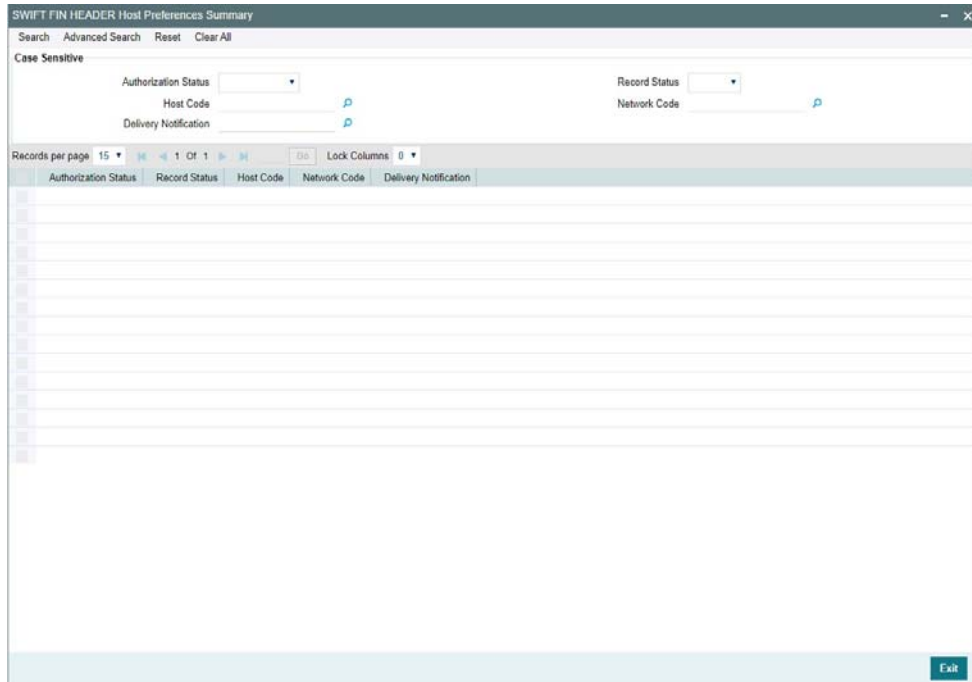 SWIFT FIN HEADER Host Preferences Summary
Search Advanced Search Reset Clear All
Case Sensitive
Authorization Status Record Status
Host Code Network Code
Delivery Notification
Records per page 15 1 Of 1 Go Lock Columns 0
Authorization Status Record Status Host Code Network Code Delivery Notification
Exit